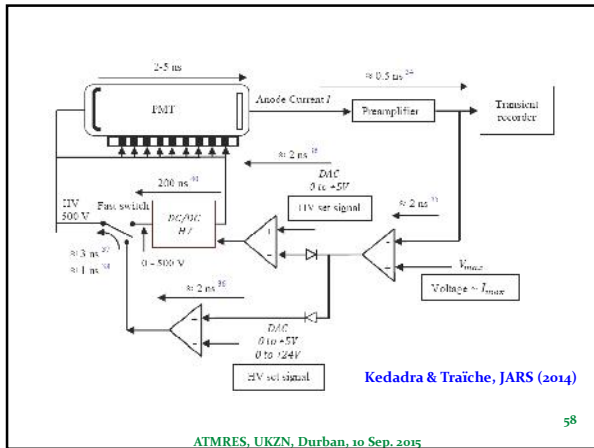 2-5 ns
≈ 0.5 ns 34
PMT
Anode Current I
Preamplifier
Transient
recorder
≈ 2 ns
DAC
0 to +5V
HV set signal
200 ns
≈ 2 ns
HV
500 V
Fast switch
DC/DC
≈ 3 ns
≈ 1 ns
0 – 500 V
Vmax
Voltage ~ Imax
≈ 2 ns 36
DAC
0 to +5V
0 to +24V
HV set signal
Kedadra & Traïche, JARS (2014)
58
ATMRES, UKZN, Durban, 10 Sep. 2015